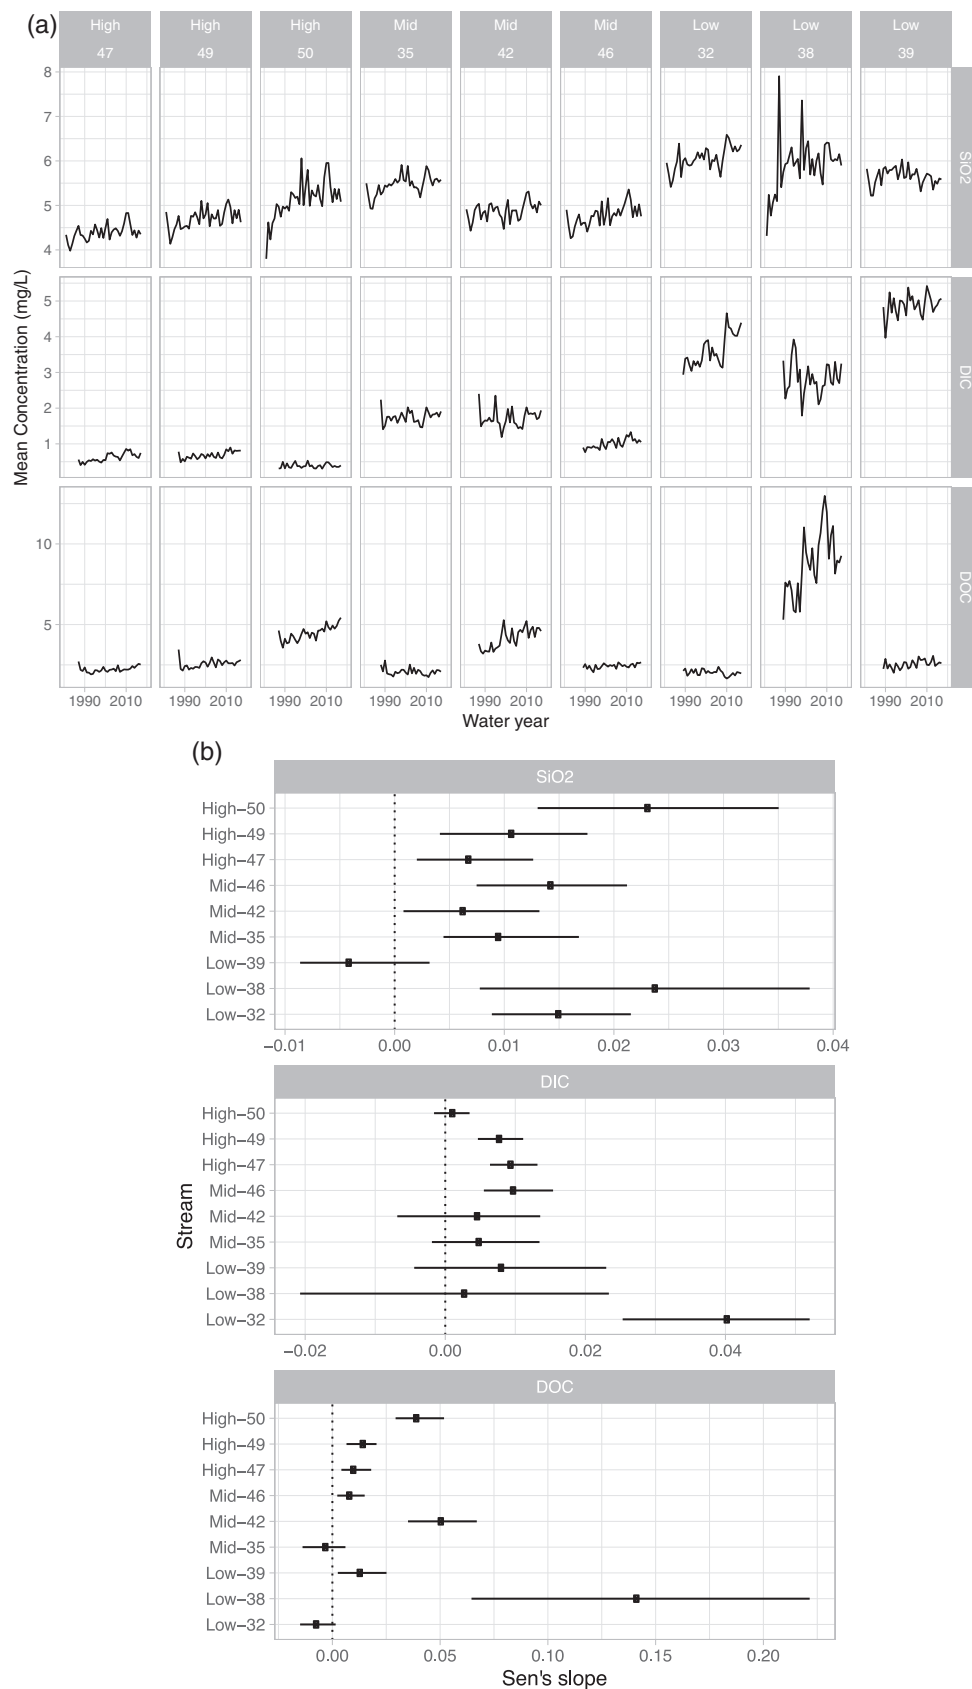 (a)
High High High Mid Mid Mid Low Low Low
47 49 50 35 42 46 32 38 39
8
7
6
5
4
SiO2
5
4
3
2
1
DIC
10
5
DOC
Mean Concentration (mg/L)
1990 2010 1990 2010 1990 2010 1990 2010 1990 2010 1990 2010 1990 2010 1990 2010 1990 2010
Water year
(b)
SiO2
High−50
High−49
High−47
Mid−46
Mid−42
Mid−35
Low−39
Low−38
Low−32
−0.01 0.00 0.01 0.02 0.03 0.04
DIC
High−50
High−49
High−47
Mid−46
Mid−42
Mid−35
Low−39
Low−38
Low−32
−0.02 0.00 0.02 0.04
Stream
DOC
High−50
High−49
High−47
Mid−46
Mid−42
Mid−35
Low−39
Low−38
Low−32
0.00 0.05 0.10 0.15 0.20
Sen's slope